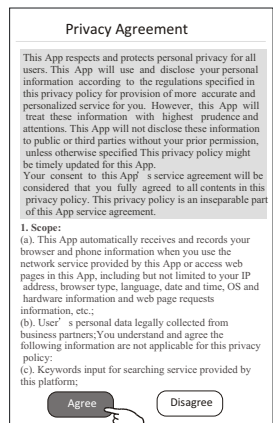 Privacy Agreement
This App respects and protects personal privacy for all
users. This App will use and disclose your personal
information according to the regulations specified in
this privacy policy for provision of more accurate and
personalized service for you. However, this App will
treat these information with highest prudence and
attentions. This App will not disclose these information
to public or third parties without your prior permission,
unless otherwise specified This privacy policy might
be timely updated for this App.
Your consent to this App’ s service agreement will be
considered that you fully agreed to all contents in this
privacy policy. This privacy policy is an inseparable part
of this App service agreement.
1. Scope:
(a). This App automatically receives and records your
browser and phone information when you use the
network service provided by this App or access web
pages in this App, including but not limited to your IP
address, browser type, language, date and time, OS and
hardware information and web page requests
information, etc.;
(b). User’ s personal data legally collected from
business partners;You understand and agree the
following information are not applicable for this privacy
policy:
(c). Keywords input for searching service provided by
this platform;
Agree
Disagree